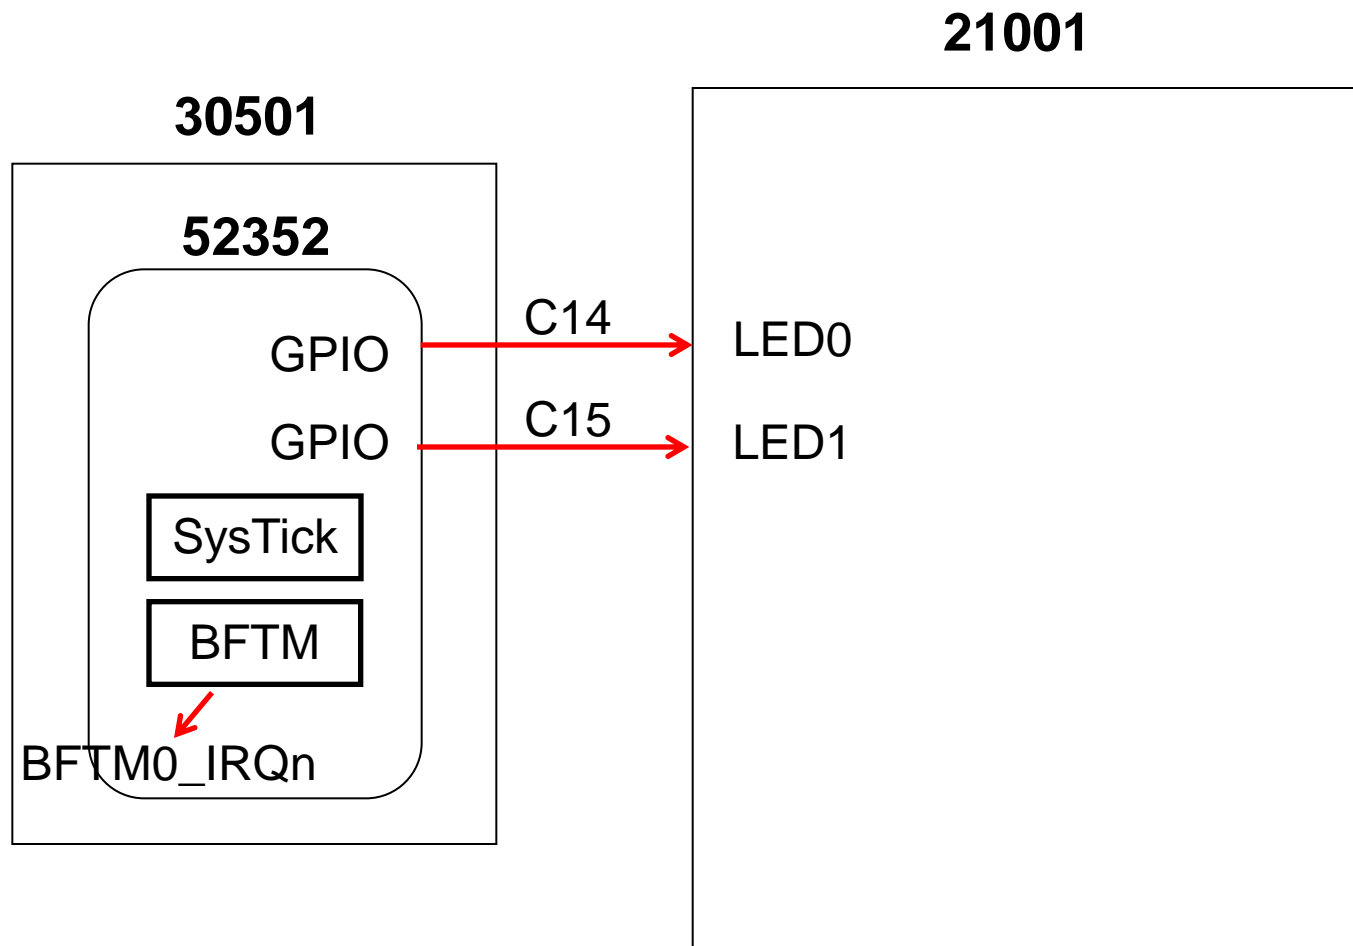 21001
30501
52352
C14
GPIO
LED0
C15
GPIO
LED1
SysTick
BFTM
BFTM0_IRQn